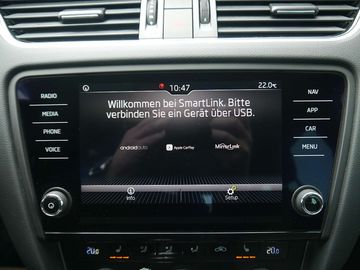 10:47
22.0°C
RADIO
NAV
Willkommen bei SmartLink. Bitte
verbinden Sie ein Gerät über USB.
MEDIA
APP
PHONE
CAR
androidauto
Apple CarPlay
MirrorLink
VOICE
MENU
Info
Setup
20.0
20.0